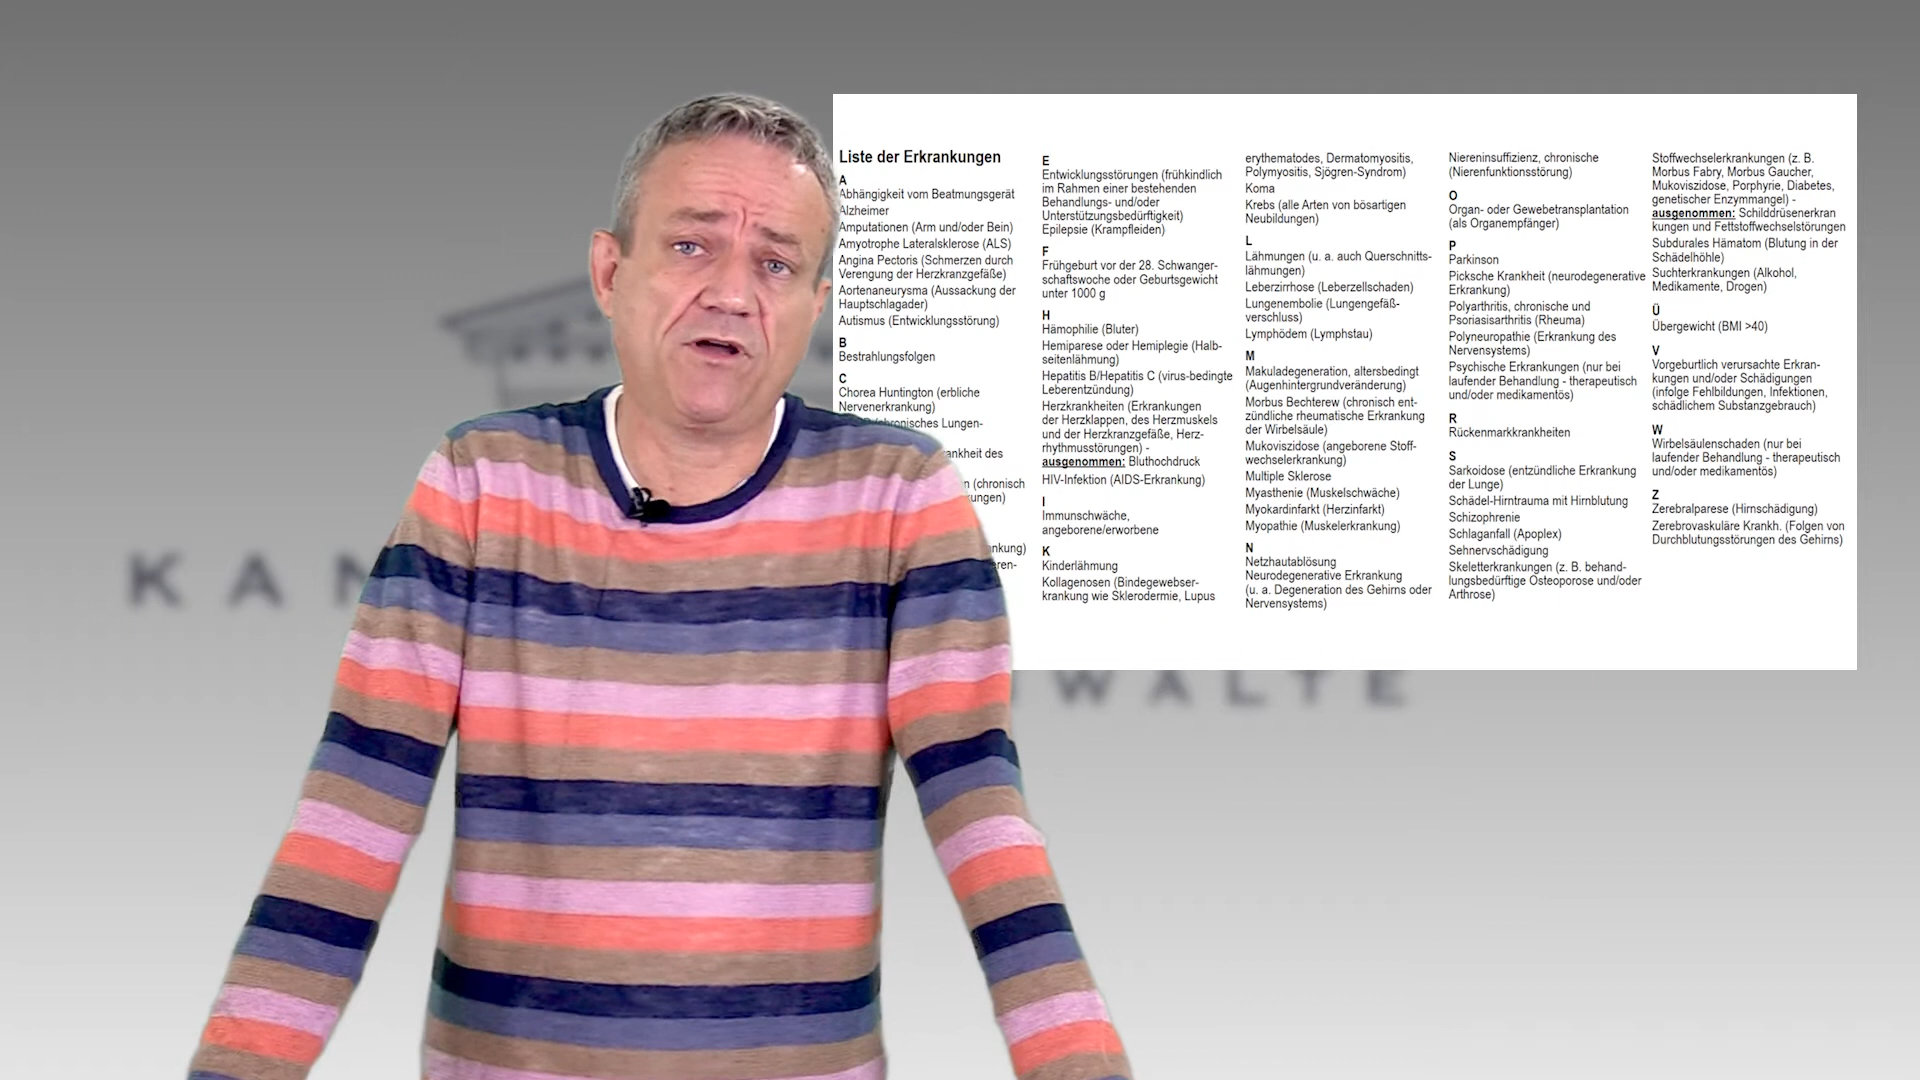 Liste der Erkrankungen
A
Abhängigkeit vom Beatmungsgerät
Alzheimer
Amputationen (Arm und/oder Bein)
Amyotrophe Lateralsklerose (ALS)
Angina Pectoris (Schmerzen durch
Verengung der Herzkranzgefäße)
Aortenaneurysma (Aussackung der
Hauptschlagader)
Autismus (Entwicklungsstörung)
B
Bestrahlungsfolgen
C
Chorea Huntington (erbliche
Nervenerkrankung)
Lungen-
des
(chronisch
E
Entwicklungsstörungen (frühkindlich
im Rahmen einer bestehenden
Behandlungs- und/oder
Unterstützungsbedürftigkeit)
Epilepsie (Krampfleiden)
F
Frühgeburt vor der 28. Schwanger-
schaftswoche oder Geburtsgewicht
unter 1000 g
H
Hämophilie (Bluter)
Hemiparese oder Hemiplegie (Halb-
seitenlähmung)
Hepatitis B/Hepatitis C (virus-bedingte
Leberentzündung)
Herzkrankheiten (Erkrankungen
der Herzklappen, des Herzmuskels
und der Herzkranzgefäße, Herz-
rhythmusstörungen) -
ausgenommen: Bluthochdruck
HIV-Infektion (AIDS-Erkrankung)
I
Immunschwäche,
angeborene/erworbene
K
Kinderlähmung
Kollagenosen (Bindegewebser-
krankung wie Sklerodermie, Lupus
erythematodes, Dermatomyositis,
Polymyositis, Sjögren-Syndrom)
Koma
Krebs (alle Arten von bösartigen
Neubildungen)
L
Lähmungen (u. a. auch Querschnitts-
lähmungen)
Leberzirrhose (Leberzellschaden)
Lungenembolie (Lungengefäß-
verschluss)
Lymphödem (Lymphstau)
M
Makuladegeneration, altersbedingt
(Augenhintergrundveränderung)
Morbus Bechterew (chronisch ent-
zündliche rheumatische Erkrankung
der Wirbelsäule)
Mukoviszidose (angeborene Stoff-
wechselerkrankung)
Multiple Sklerose
Myasthenie (Muskelschwäche)
Myokardinfarkt (Herzinfarkt)
Myopathie (Muskelerkrankung)
N
Netzhautablösung
Neurodegenerative Erkrankung
(u. a. Degeneration des Gehirns oder
Nervensystems)
Niereninsuffizienz, chronische
(Nierenfunktionsstörung)
O
Organ- oder Gewebetransplantation
(als Organempfänger)
P
Parkinson
Picksche Krankheit (neurodegenerative
Erkrankung)
Polyarthritis, chronische und
Psoriasisarthritis (Rheuma)
Polyneuropathie (Erkrankung des
Nervensystems)
Psychische Erkrankungen (nur bei
laufender Behandlung - therapeutisch
und/oder medikamentös)
R
Rückenmarkkrankheiten
S
Sarkoidose (entzündliche Erkrankung
der Lunge)
Schädel-Hirntrauma mit Hirnblutung
Schizophrenie
Schlaganfall (Apoplex)
Sehnervschädigung
Skeletterkrankungen (z. B. behand-
lungsbedürftige Osteoporose und/oder
Arthrose)
Stoffwechselerkrankungen (z. B.
Morbus Fabry, Morbus Gaucher,
Mukoviszidose, Porphyrie, Diabetes,
genetischer Enzymmangel) -
ausgenommen: Schilddrüsenerkran
kungen und Fettstoffwechselstörungen
Subdurales Hämatom (Blutung in der
Schädelhöhle)
Suchterkrankungen (Alkohol,
Medikamente, Drogen)
Ü
Übergewicht (BMI >40)
V
Vorgeburtlich verursachte Erkran-
kungen und/oder Schädigungen
(infolge Fehlbildungen, Infektionen,
schädlichem Substanzgebrauch)
W
Wirbelsäulenschaden (nur bei
laufender Behandlung - therapeutisch
und/oder medikamentös)
Z
Zerebralparese (Hirnschädigung)
Zerebrovaskuläre Krankh. (Folgen von
Durchblutungsstörungen des Gehirns)
KAN
WÄLTE